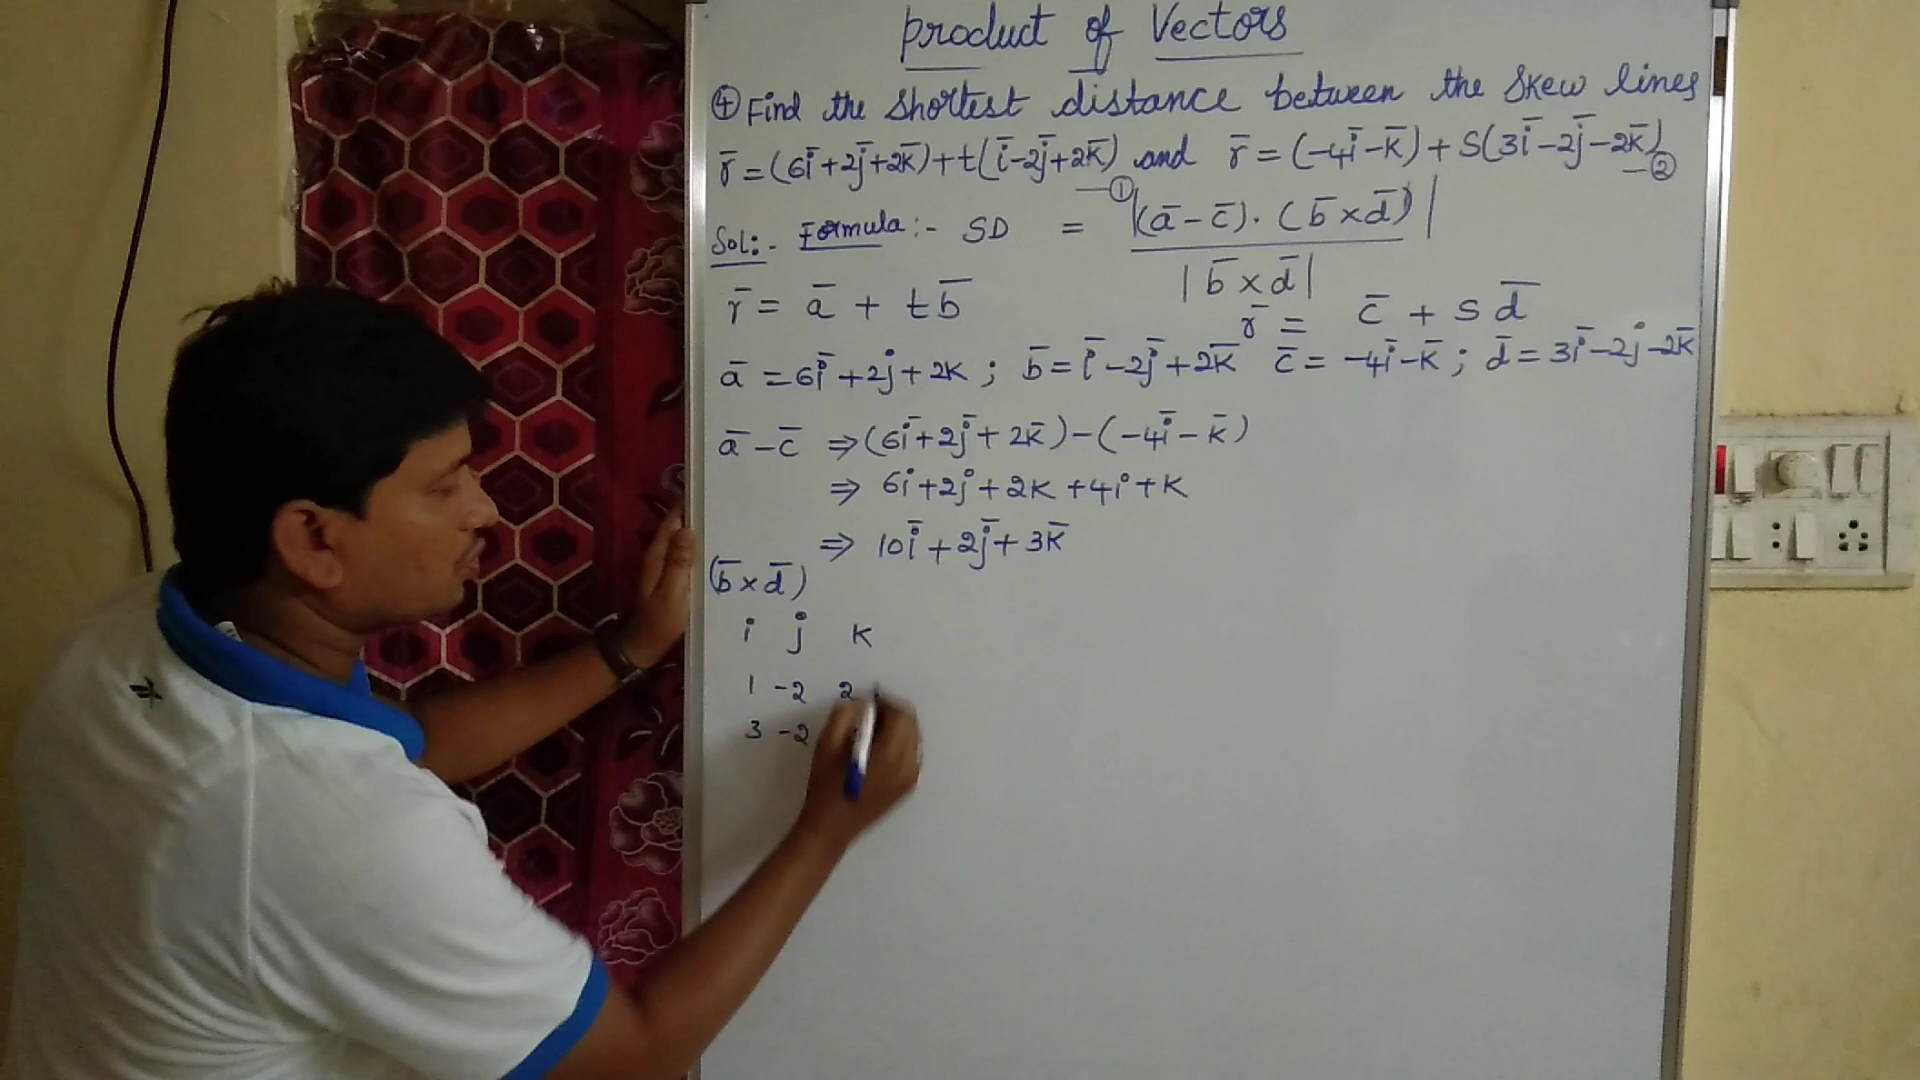 product of Vectors
④ Find the shortest distance between the skew lines
r̄ = (6ī+2j̄+2k̄)+t(ī-2j̄+2k̄) and r̄ = (-4ī-k̄)+s(3ī-2j̄-2k̄)
—① —②
Sol:- Formula:- SD = |(ā-c̄).(b̄×d̄)|
|b̄×d̄|
r̄ = ā + tb̄ r̄ = c̄ + sd̄
ā = 6ī+2j+2k ; b̄ = ī-2j̄+2k̄ c̄ = -4ī-k̄ ; d̄ = 3ī-2j-2k̄
ā-c̄ ⇒ (6ī+2j̄+2k̄)-(-4ī-k̄)
⇒ 6i+2j+2k+4i+k
⇒ 10ī+2j̄+3k̄
(b̄×d̄)
i j k
1 -2 2
3 -2